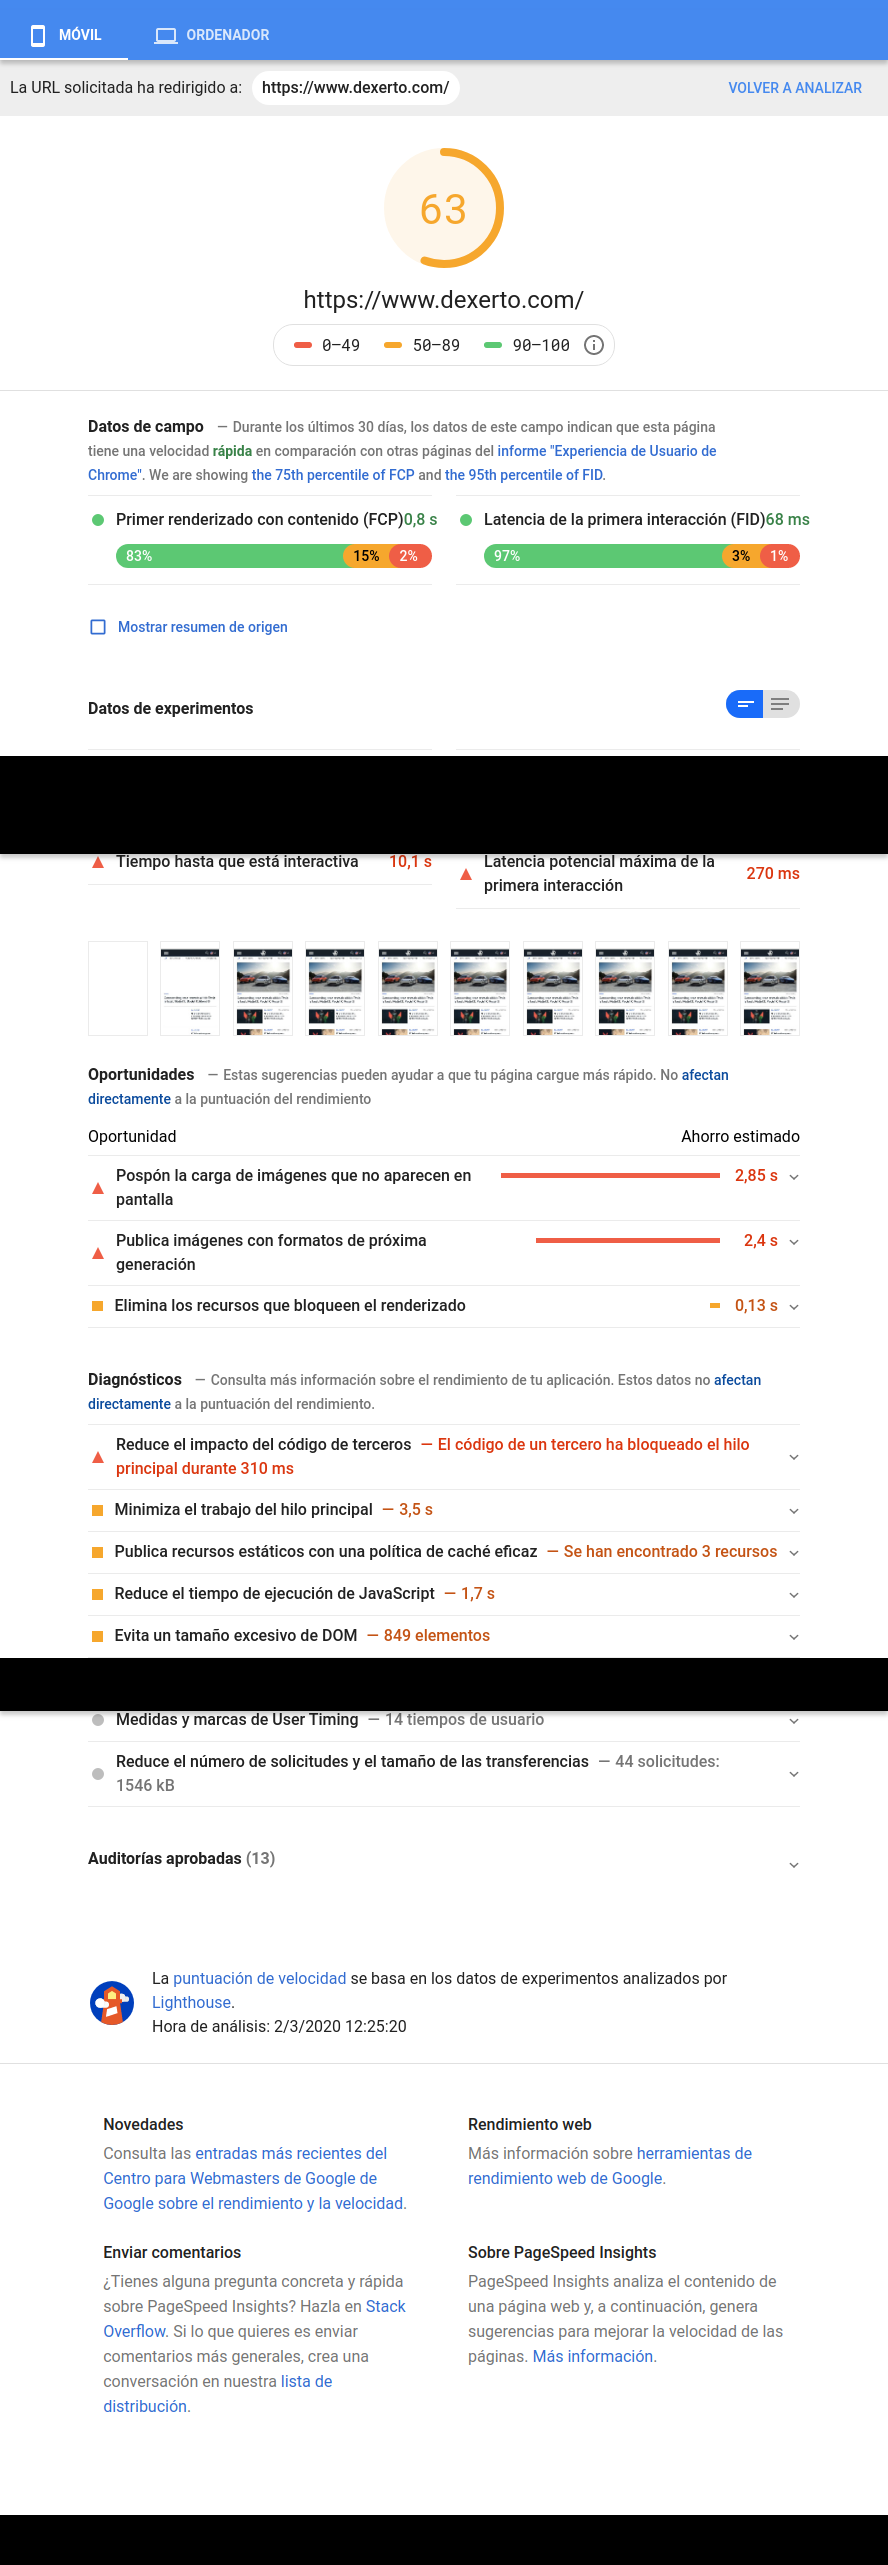 MÓVIL
ORDENADOR
La URL solicitada ha redirigido a: https://www.dexerto.com/
VOLVER A ANALIZAR
63
https://www.dexerto.com/
0–49 50–89 90–100
Datos de campo — Durante los últimos 30 días, los datos de este campo indican que esta página
tiene una velocidad rápida en comparación con otras páginas del informe "Experiencia de Usuario de
Chrome". We are showing the 75th percentile of FCP and the 95th percentile of FID.
Primer renderizado con contenido (FCP)0,8 s
83% 15% 2%
Latencia de la primera interacción (FID)68 ms
97% 3% 1%
Mostrar resumen de origen
Datos de experimentos
Tiempo hasta que está interactiva 10,1 s
Latencia potencial máxima de la
primera interacción
270 ms
Oportunidades — Estas sugerencias pueden ayudar a que tu página cargue más rápido. No afectan
directamente a la puntuación del rendimiento
Oportunidad Ahorro estimado
Pospón la carga de imágenes que no aparecen en
pantalla
2,85 s
Publica imágenes con formatos de próxima
generación
2,4 s
Elimina los recursos que bloqueen el renderizado 0,13 s
Diagnósticos — Consulta más información sobre el rendimiento de tu aplicación. Estos datos no afectan
directamente a la puntuación del rendimiento.
Reduce el impacto del código de terceros — El código de un tercero ha bloqueado el hilo
principal durante 310 ms
Minimiza el trabajo del hilo principal — 3,5 s
Publica recursos estáticos con una política de caché eficaz — Se han encontrado 3 recursos
Reduce el tiempo de ejecución de JavaScript — 1,7 s
Evita un tamaño excesivo de DOM — 849 elementos
Medidas y marcas de User Timing — 14 tiempos de usuario
Reduce el número de solicitudes y el tamaño de las transferencias — 44 solicitudes:
1546 kB
Auditorías aprobadas (13)
La puntuación de velocidad se basa en los datos de experimentos analizados por
Lighthouse.
Hora de análisis: 2/3/2020 12:25:20
Novedades
Consulta las entradas más recientes del
Centro para Webmasters de Google de
Google sobre el rendimiento y la velocidad.
Rendimiento web
Más información sobre herramientas de
rendimiento web de Google.
Enviar comentarios
¿Tienes alguna pregunta concreta y rápida
sobre PageSpeed Insights? Hazla en Stack
Overflow. Si lo que quieres es enviar
comentarios más generales, crea una
conversación en nuestra lista de
distribución.
Sobre PageSpeed Insights
PageSpeed Insights analiza el contenido de
una página web y, a continuación, genera
sugerencias para mejorar la velocidad de las
páginas. Más información.